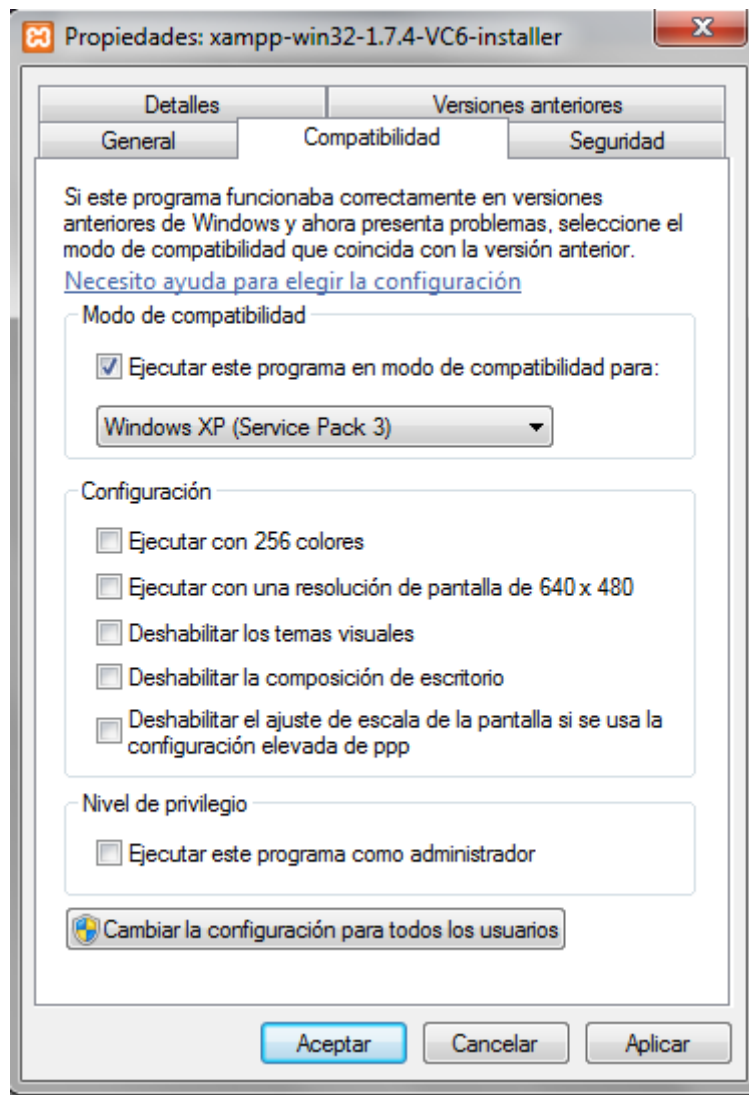 Propiedades: xampp-win32-1.7.4-VC6-installer
Detalles
Versiones anteriores
General
Compatibilidad
Seguridad
Si este programa funcionaba correctamente en versiones
anteriores de Windows y ahora presenta problemas, seleccione el
modo de compatibilidad que coincida con la versión anterior.
Necesito ayuda para elegir la configuración
Modo de compatibilidad
Ejecutar este programa en modo de compatibilidad para:
Windows XP (Service Pack 3)
Configuración
Ejecutar con 256 colores
Ejecutar con una resolución de pantalla de 640 x 480
Deshabilitar los temas visuales
Deshabilitar la composición de escritorio
Deshabilitar el ajuste de escala de la pantalla si se usa la
configuración elevada de ppp
Nivel de privilegio
Ejecutar este programa como administrador
Cambiar la configuración para todos los usuarios
Aceptar
Cancelar
Aplicar